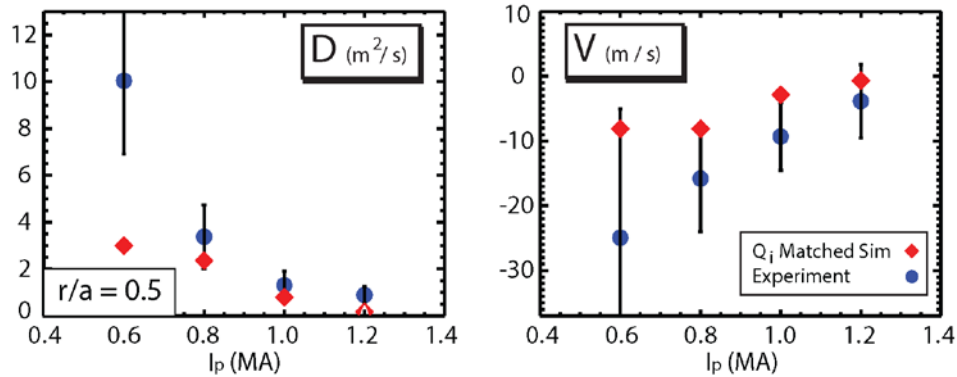 D (m²/s)
12
10
8
6
4
2
0
r/a = 0.5
0.4 0.6 0.8 1.0 1.2 1.4
Ip (MA)
V (m / s)
10
0
-10
-20
-30
Qi Matched Sim
Experiment
0.4 0.6 0.8 1.0 1.2 1.4
Ip (MA)